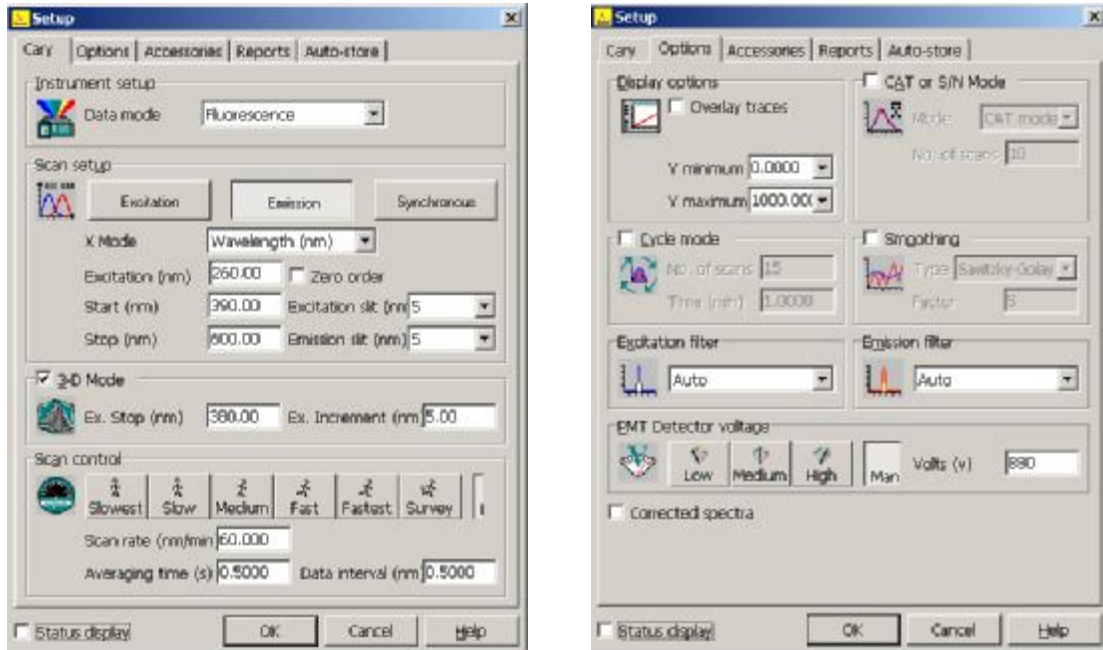 Setup
Cary Options Accessories Reports Auto-store
Instrument setup
Data mode Fluorescence
Scan setup
Excitation Emission Synchronous
X Mode Wavelength (nm)
Excitation (nm) 260.00 Zero order
Start (nm) 390.00 Excitation slit (nm 5
Stop (nm) 600.00 Emission slit (nm) 5
3-D Mode
Ex. Stop (nm) 380.00 Ex. Increment (nm 5.00
Scan control
Slowest Slow Medium Fast Fastest Survey
Scan rate (nm/min 60.000
Averaging time (s) 0.5000 Data interval (nm 0.5000
Status display OK Cancel Help
Setup
Cary Options Accessories Reports Auto-store
Display options
Overlay traces
Y minimum 0.0000
Y maximum 1000.00(
CAT or S/N Mode
Mode CAT mode
No. of scans 10
Cycle mode
No. of scans 15
Time (min) 1.0000
Smoothing
Type Savitzky-Golay
Factor 5
Excitation filter
Auto
Emission filter
Auto
PMT Detector voltage
Low Medium High Man Volts (v)
Corrected spectra
Status display OK Cancel Help